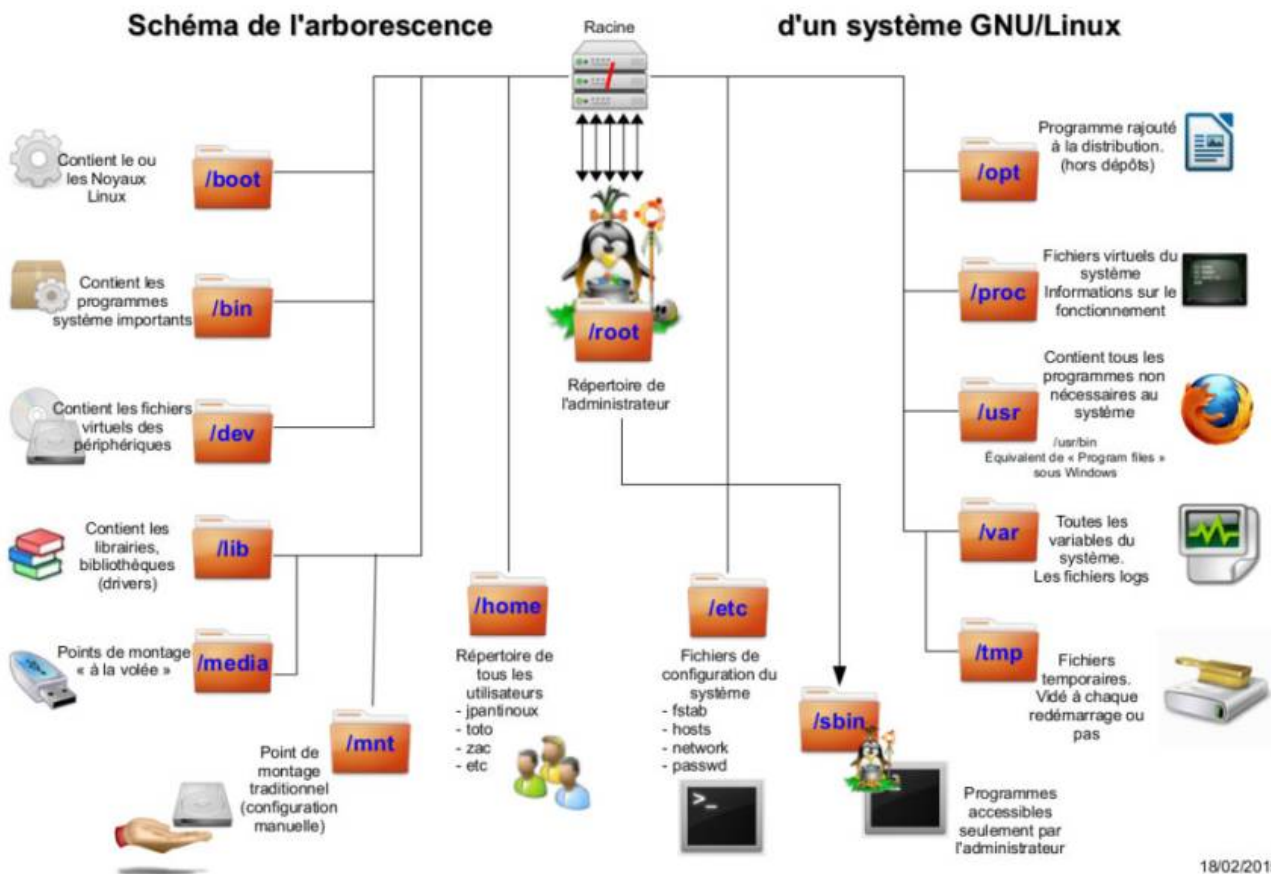 Schéma de l'arborescence
d'un système GNU/Linux
Racine
/
Contient le ou
les Noyaux
Linux
/boot
Contient les
programmes
système importants
/bin
Contient les fichiers
virtuels des
périphériques
/dev
Contient les
librairies,
bibliothèques
(drivers)
/lib
Points de montage
« à la volée »
/media
Point de
montage
traditionnel
(configuration
manuelle)
/mnt
/root
Répertoire de
l'administrateur
/home
Répertoire de
tous les
utilisateurs
- jpantinoux
- toto
- zac
- etc
/etc
Fichiers de
configuration du
système
- fstab
- hosts
- network
- passwd
>_
/sbin
Programmes
accessibles
seulement par
l'administrateur
/opt
Programme rajouté
à la distribution.
(hors dépôts)
/proc
Fichiers virtuels du
système
Informations sur le
fonctionnement
/usr
Contient tous les
programmes non
nécessaires au
système
/usr/bin
Équivalent de « Program files »
sous Windows
/var
Toutes les
variables du
système.
Les fichiers logs
/tmp
Fichiers
temporaires.
Vidé à chaque
redémarrage ou
pas
18/02/201